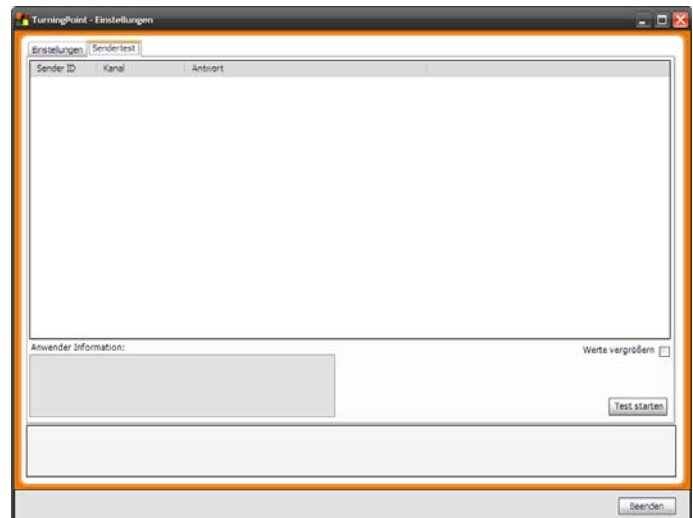 TurningPoint - Einstellungen
Einstellungen Sendertest
Sender ID Kanal Antwort
Anwender Information:
Werte vergrößern
Test starten
Beenden